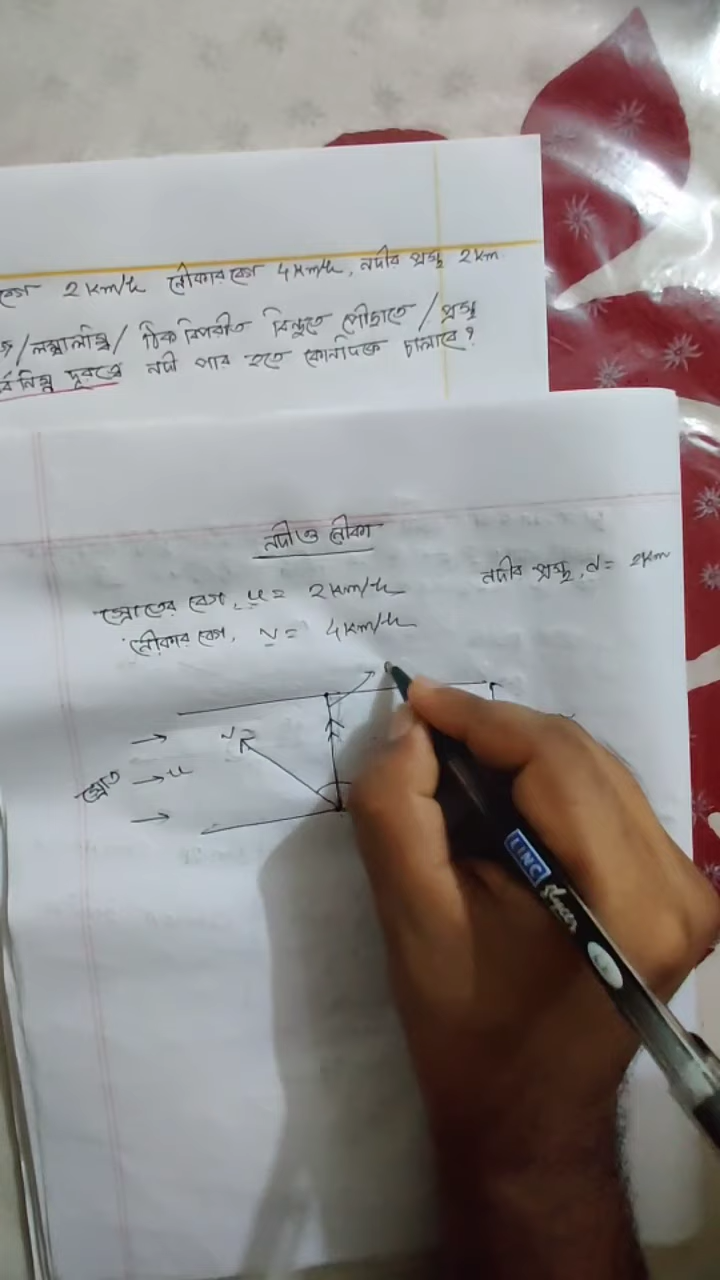 বেগ 2 km/h নৌকার বেগ 4 km/h, নদীর প্রস্থ 2 km
/লম্বালম্বি/ ঠিক বিপরীত বিন্দুতে পৌছাতে / প্রস্থ
নিম্ন দূরত্বে নদী পার হতে কোনদিকে চালাবে?
নদী ও নৌকা
স্রোতের বেগ, u = 2 km/h
নদীর প্রস্থ, d = 2 km
নৌকার বেগ, v = 4 km/h
v
স্রোত
u
LINC